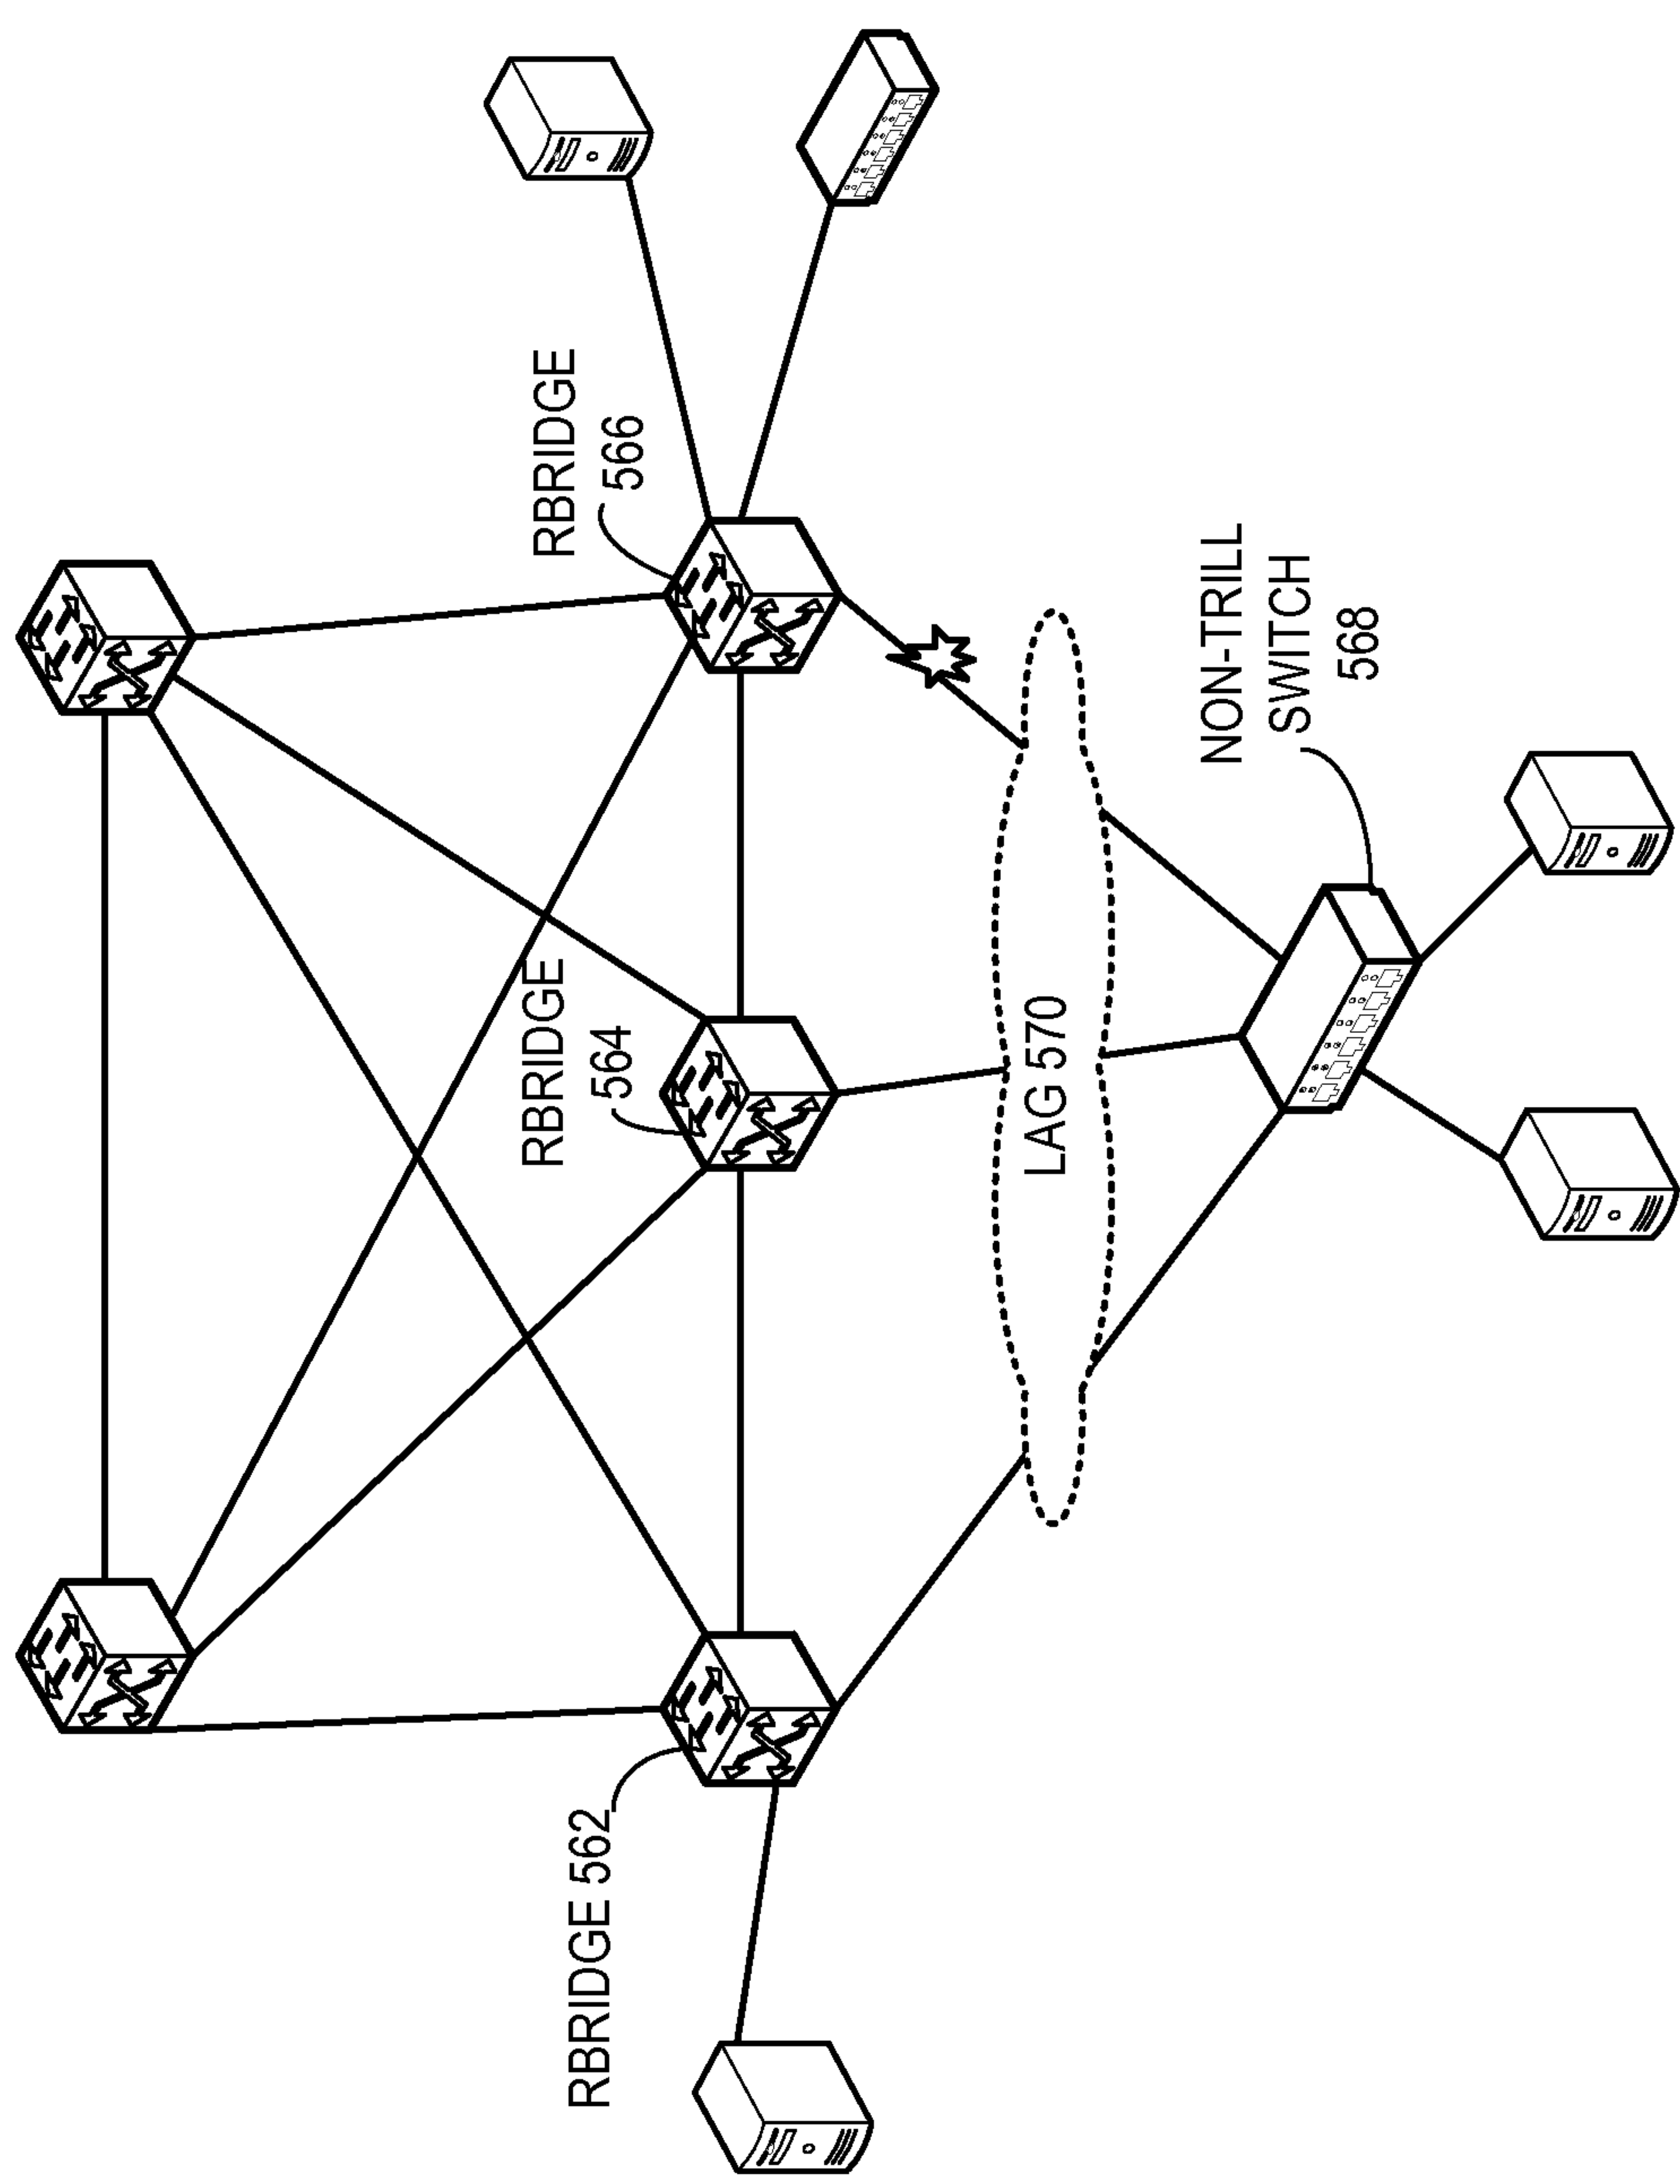 RBRIDGE 562
RBRIDGE
564
RBRIDGE
566
LAG 570
NON-TRILL
SWITCH
568